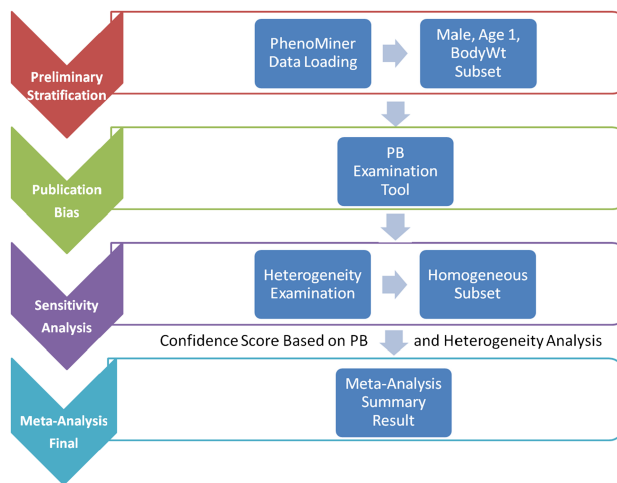 Preliminary
Stratification
PhenoMiner
Data Loading
Male, Age 1,
BodyWt
Subset
Publication
Bias
PB
Examination
Tool
Sensitivity
Analysis
Heterogeneity
Examination
Homogeneous
Subset
Confidence Score Based on PB and Heterogeneity Analysis
Meta-Analysis
Final
Meta-Analysis
Summary
Result